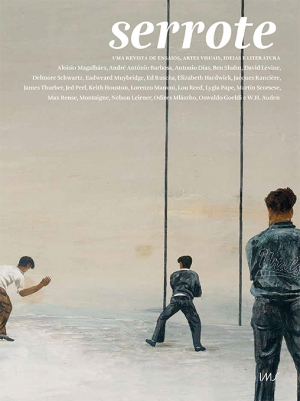 serrote
UMA REVISTA DE ENSAIOS, ARTES VISUAIS, IDEIAS E LITERATURA
Aloisio Magalhães, André Antônio Barbosa, Antonio Dias, Ben Shahn, David Levine,
Delmore Schwartz, Eadweard Muybridge, Ed Ruscha, Elizabeth Hardwick, Jacques Rancière,
James Thurber, Jed Perl, Keith Houston, Lorenzo Mammì, Lou Reed, Lygia Pape, Martin Scorsese,
Max Bense, Montaigne, Nelson Leirner, Odires Mlászho, Oswaldo Goeldi e W.H. Auden
IMS